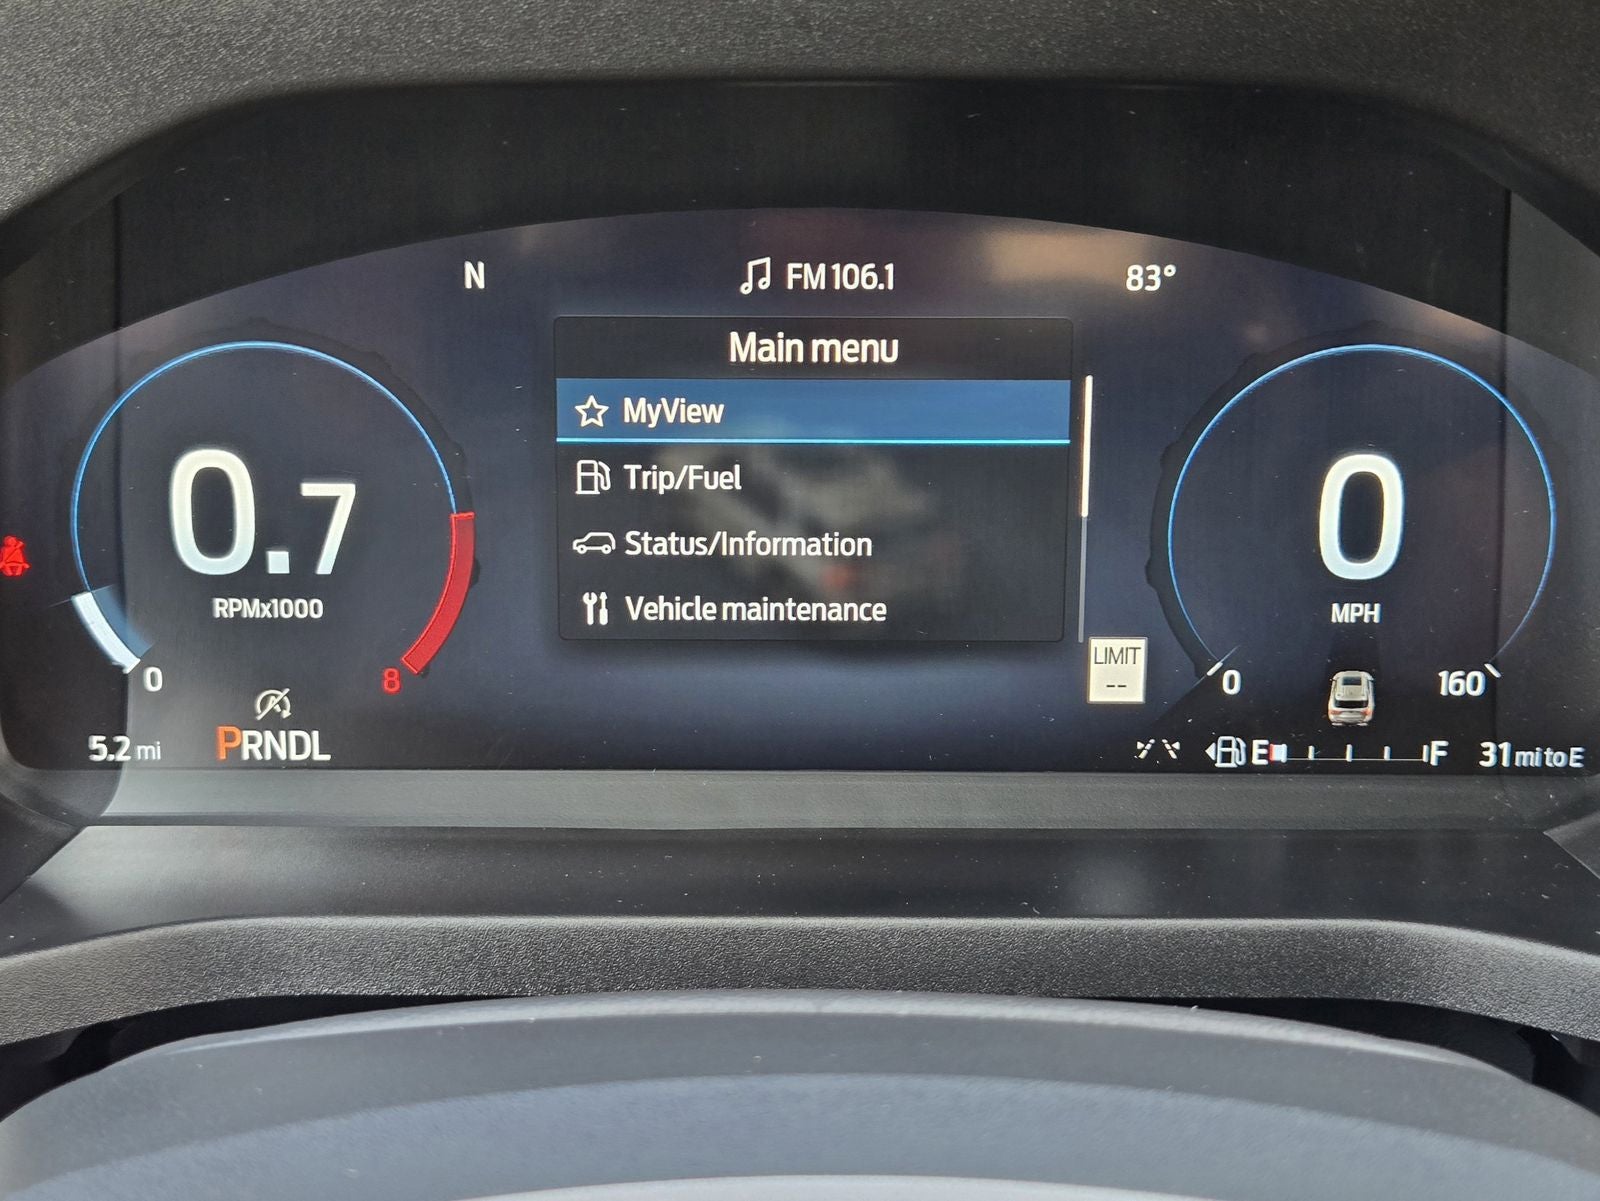 N
FM 106.1
83°
Main menu
MyView
Trip/Fuel
Status/Information
Vehicle maintenance
0.7
RPMx1000
0
8
0
MPH
0
160
LIMIT
--
5.2 mi
PRNDL
E
F
31 mi to E